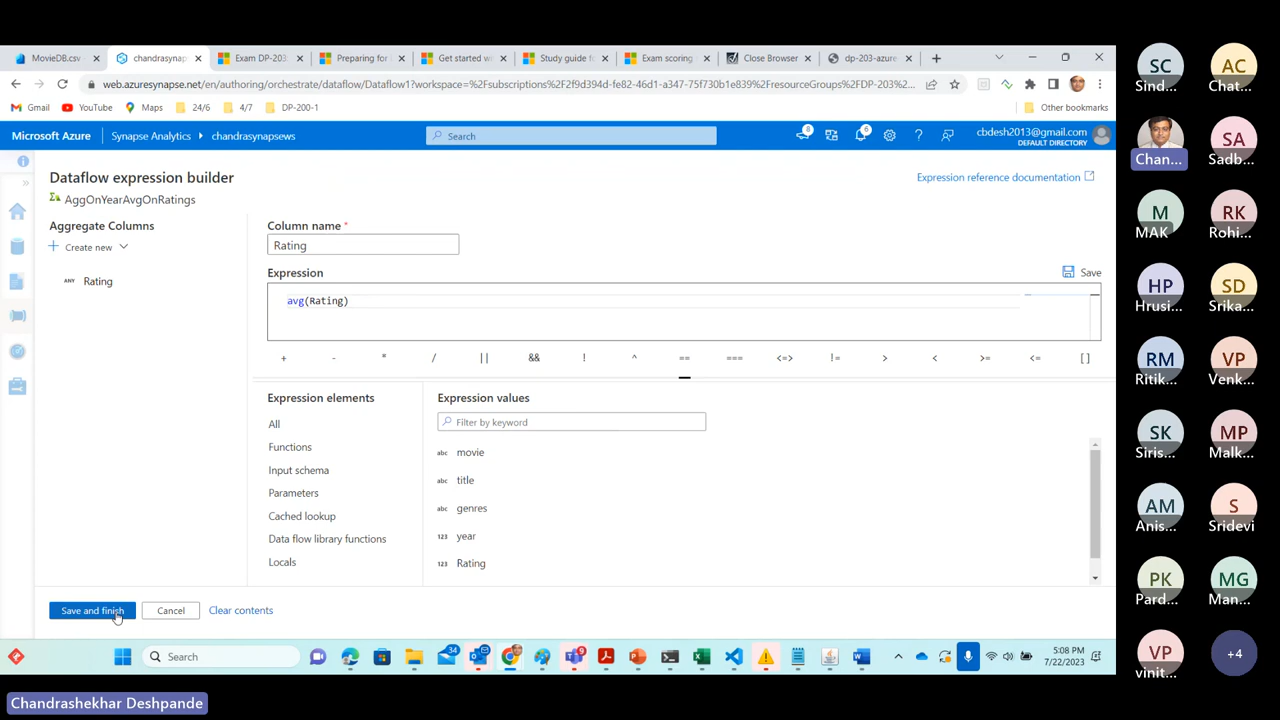 MovieDB.csv
chandrasynap
Exam DP-203:
Preparing for
Get started wi
Study guide fo
Exam scoring
Close Browser
dp-203-azure
web.azuresynapse.net/en/authoring/orchestrate/dataflow/Dataflow1?workspace=%2Fsubscriptions%2f9d394d-fe82-46d1-a347-75f730b1e839%2FresourceGroups%2FDP-203%2...
Gmail
YouTube
Maps
24/6
4/7
DP-200-1
Other bookmarks
Microsoft Azure
Synapse Analytics
chandrasynapsews
Search
8
6
cbdesh2013@gmail.com
DEFAULT DIRECTORY
Dataflow expression builder
AggOnYearAvgOnRatings
Expression reference documentation
Aggregate Columns
Create new
ANY Rating
Column name *
Rating
Expression
Save
avg(Rating)
+ - * / || && ! ^ == === <=> != > < >= <= []
Expression elements
All
Functions
Input schema
Parameters
Cached lookup
Data flow library functions
Locals
Expression values
Filter by keyword
abc movie
abc title
abc genres
123 year
123 Rating
Save and finish
Cancel
Clear contents
Search
34
9
5:08 PM
7/22/2023
Chandrashekhar Deshpande
SC
Sind...
AC
Chat...
Chan...
SA
Sadb...
M
MAK
RK
Rohi...
HP
Hrusi...
SD
Srika...
RM
Ritik...
VP
Venk...
SK
Siris...
MP
Malk...
AM
Anis...
S
Sridevi
PK
Pard...
MG
Man...
VP
vinit...
+4